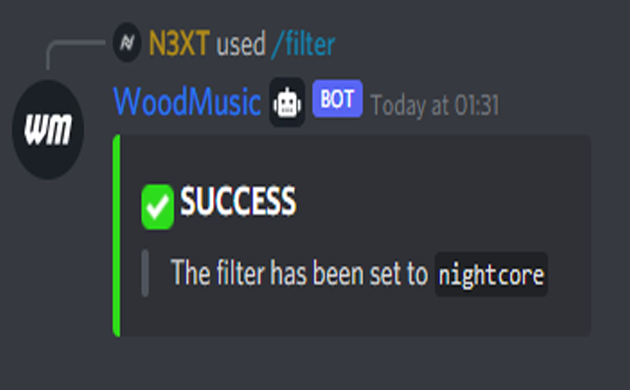 N3XT used /filter
WoodMusic BOT Today at 01:31
wm
✅ SUCCESS
The filter has been set to nightcore